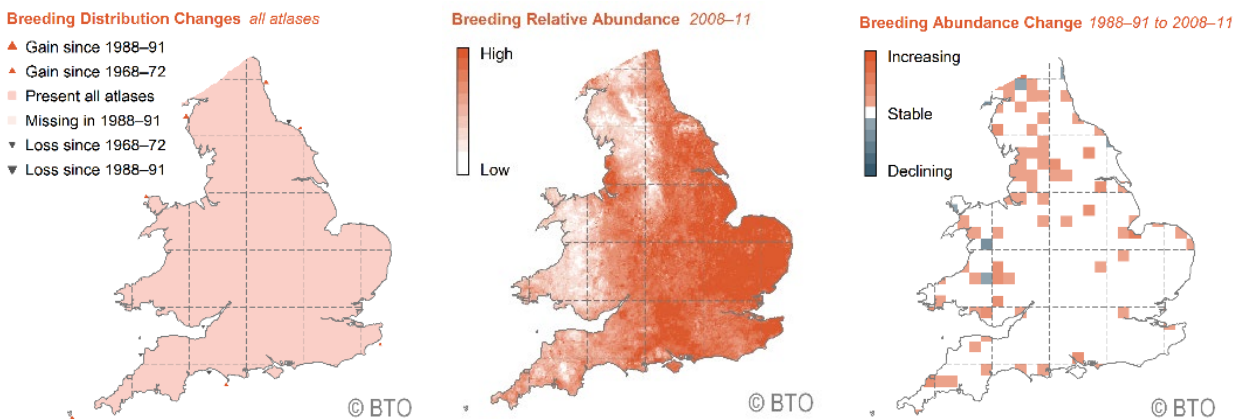 Breeding Distribution Changes all atlases
Gain since 1988–91
Gain since 1968–72
Present all atlases
Missing in 1988–91
Loss since 1968–72
Loss since 1988–91
© BTO
Breeding Relative Abundance 2008–11
High
Low
© BTO
Breeding Abundance Change 1988–91 to 2008–11
Increasing
Stable
Declining
© BTO